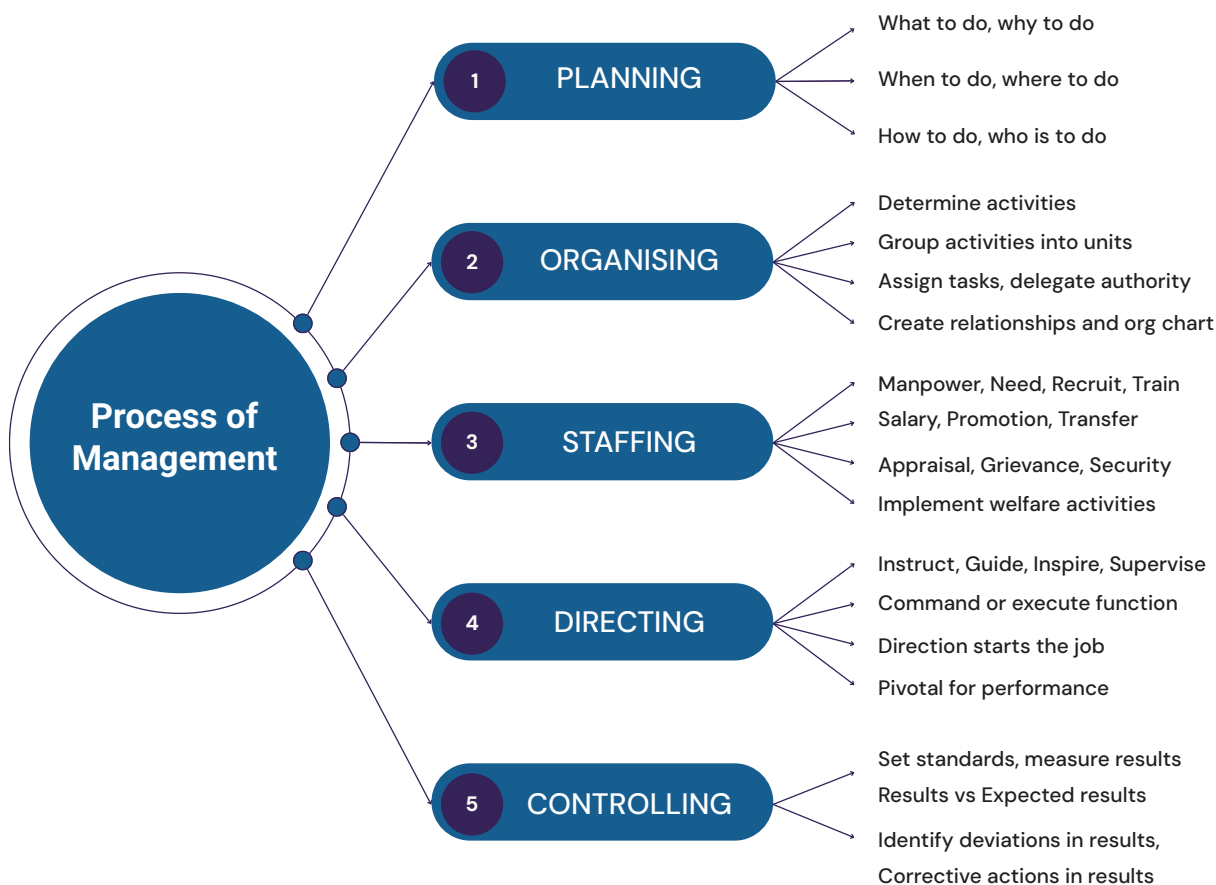 Process of
Management
1
PLANNING
What to do, why to do
When to do, where to do
How to do, who is to do
2
ORGANISING
Determine activities
Group activities into units
Assign tasks, delegate authority
Create relationships and org chart
3
STAFFING
Manpower, Need, Recruit, Train
Salary, Promotion, Transfer
Appraisal, Grievance, Security
Implement welfare activities
4
DIRECTING
Instruct, Guide, Inspire, Supervise
Command or execute function
Direction starts the job
Pivotal for performance
5
CONTROLLING
Set standards, measure results
Results vs Expected results
Identify deviations in results,
Corrective actions in results